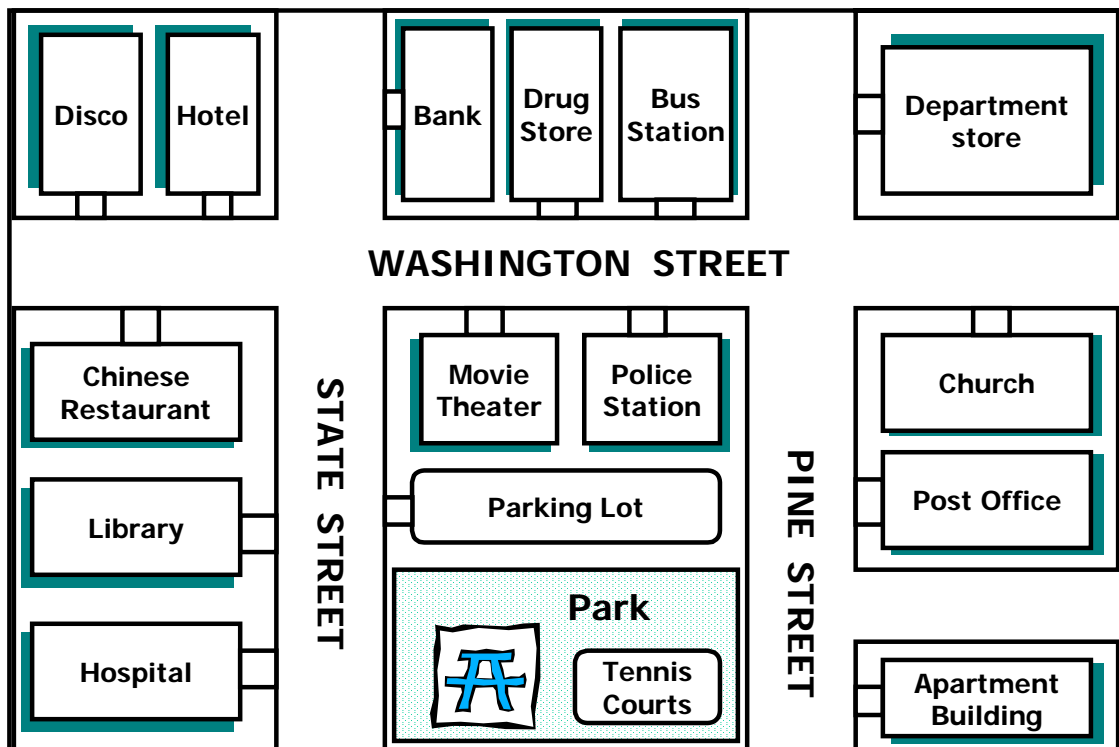 Disco
Hotel
Bank
Drug
Store
Bus
Station
Department
store
WASHINGTON STREET
Chinese
Restaurant
Movie
Theater
Police
Station
Church
STATE STREET
Library
Parking Lot
PINE STREET
Post Office
Hospital
Park
Tennis
Courts
Apartment
Building